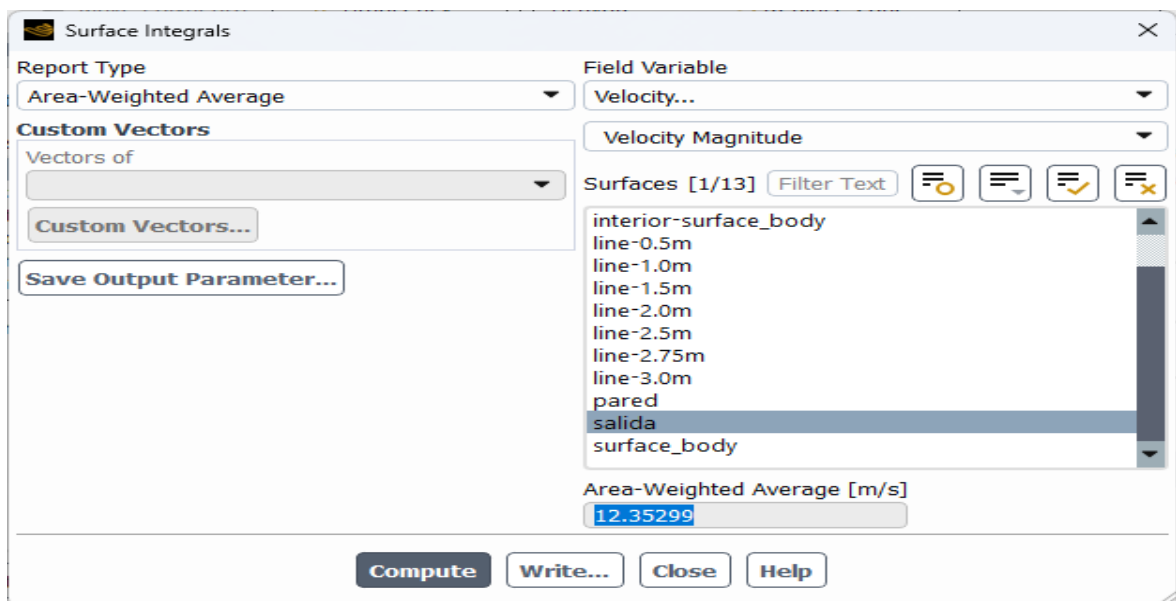 Surface Integrals
Report Type
Area-Weighted Average
Custom Vectors
Vectors of
Custom Vectors...
Save Output Parameter...
Field Variable
Velocity...
Velocity Magnitude
Surfaces [1/13] Filter Text
interior-surface_body
line-0.5m
line-1.0m
line-1.5m
line-2.0m
line-2.5m
line-2.75m
line-3.0m
pared
salida
surface_body
Area-Weighted Average [m/s]
12.35299
Compute Write... Close Help